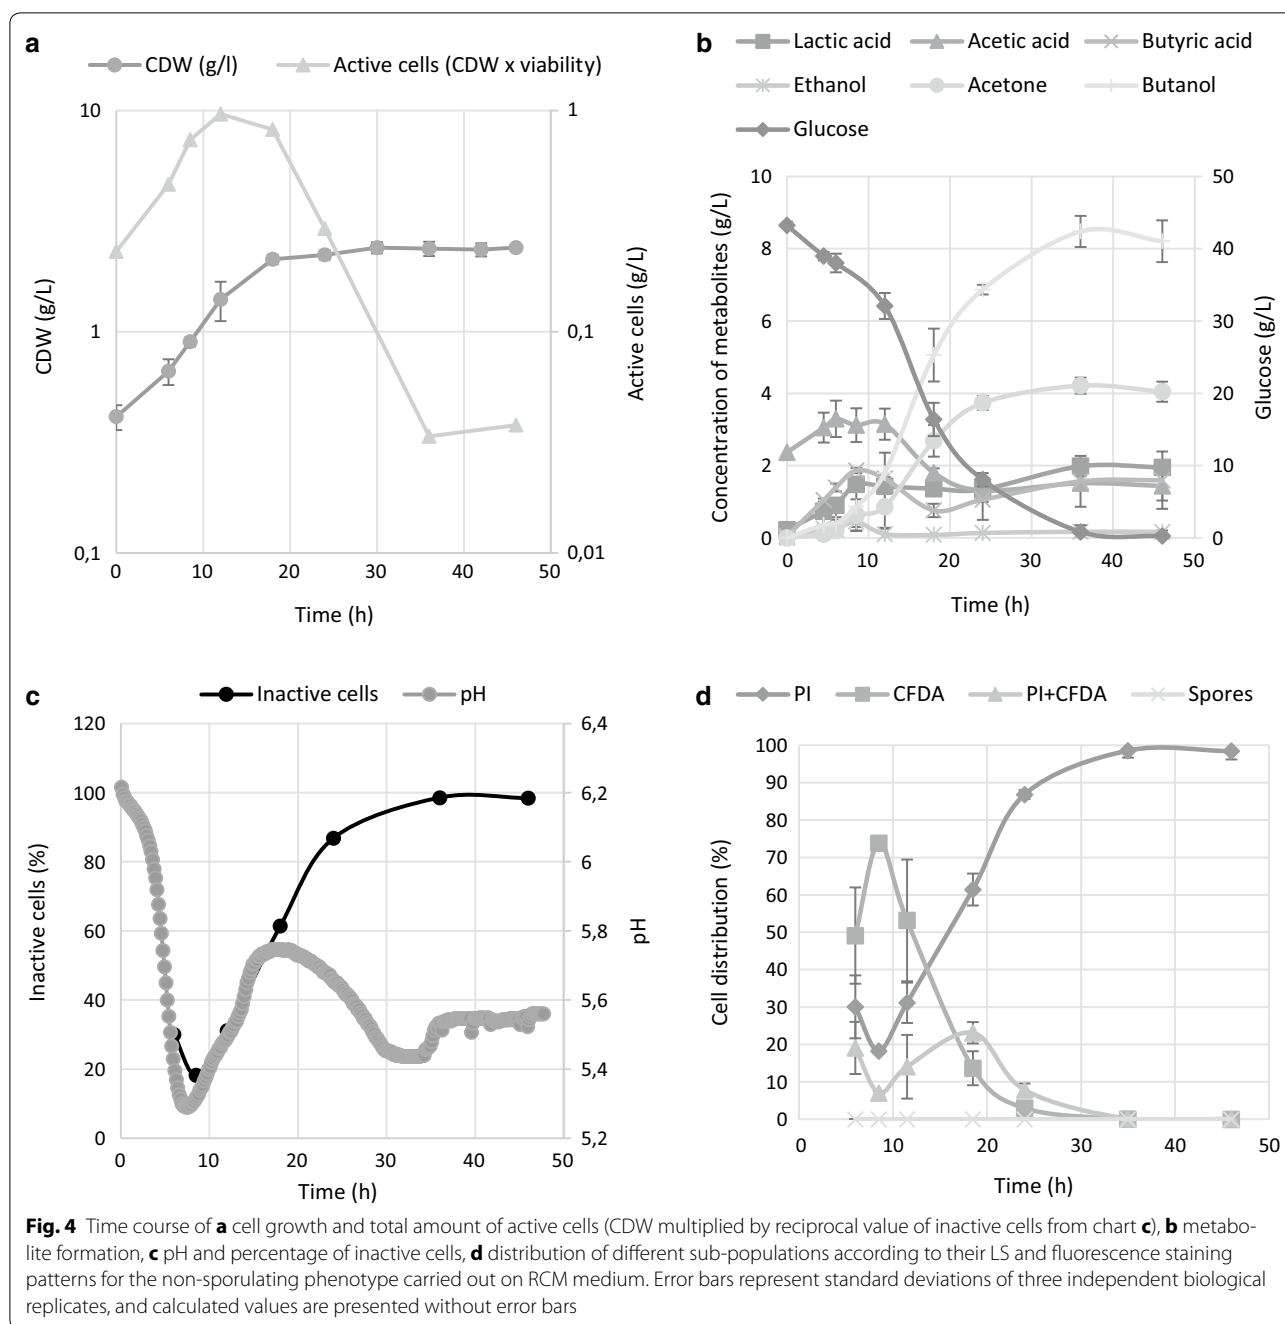 a
CDW (g/l) Active cells (CDW x viability)
10
1
0,1
CDW (g/L)
1
0,1
0,01
Active cells (g/L)
0 10 20 30 40 50
Time (h)
b
Lactic acid Acetic acid Butyric acid
Ethanol Acetone Butanol
Glucose
10
8
6
4
2
0
Concentration of metabolites (g/L)
50
40
30
20
10
0
Glucose (g/L)
0 10 20 30 40 50
Time (h)
c
Inactive cells pH
120
100
80
60
40
20
0
Inactive cells (%)
6,4
6,2
6
5,8
5,6
5,4
5,2
pH
0 10 20 30 40 50
Time (h)
d
PI CFDA PI+CFDA Spores
100
90
80
70
60
50
40
30
20
10
0
Cell distribution (%)
0 10 20 30 40 50
Time (h)
Fig. 4 Time course of a cell growth and total amount of active cells (CDW multiplied by reciprocal value of inactive cells from chart c), b metabo-
lite formation, c pH and percentage of inactive cells, d distribution of different sub-populations according to their LS and fluorescence staining
patterns for the non-sporulating phenotype carried out on RCM medium. Error bars represent standard deviations of three independent biological
replicates, and calculated values are presented without error bars